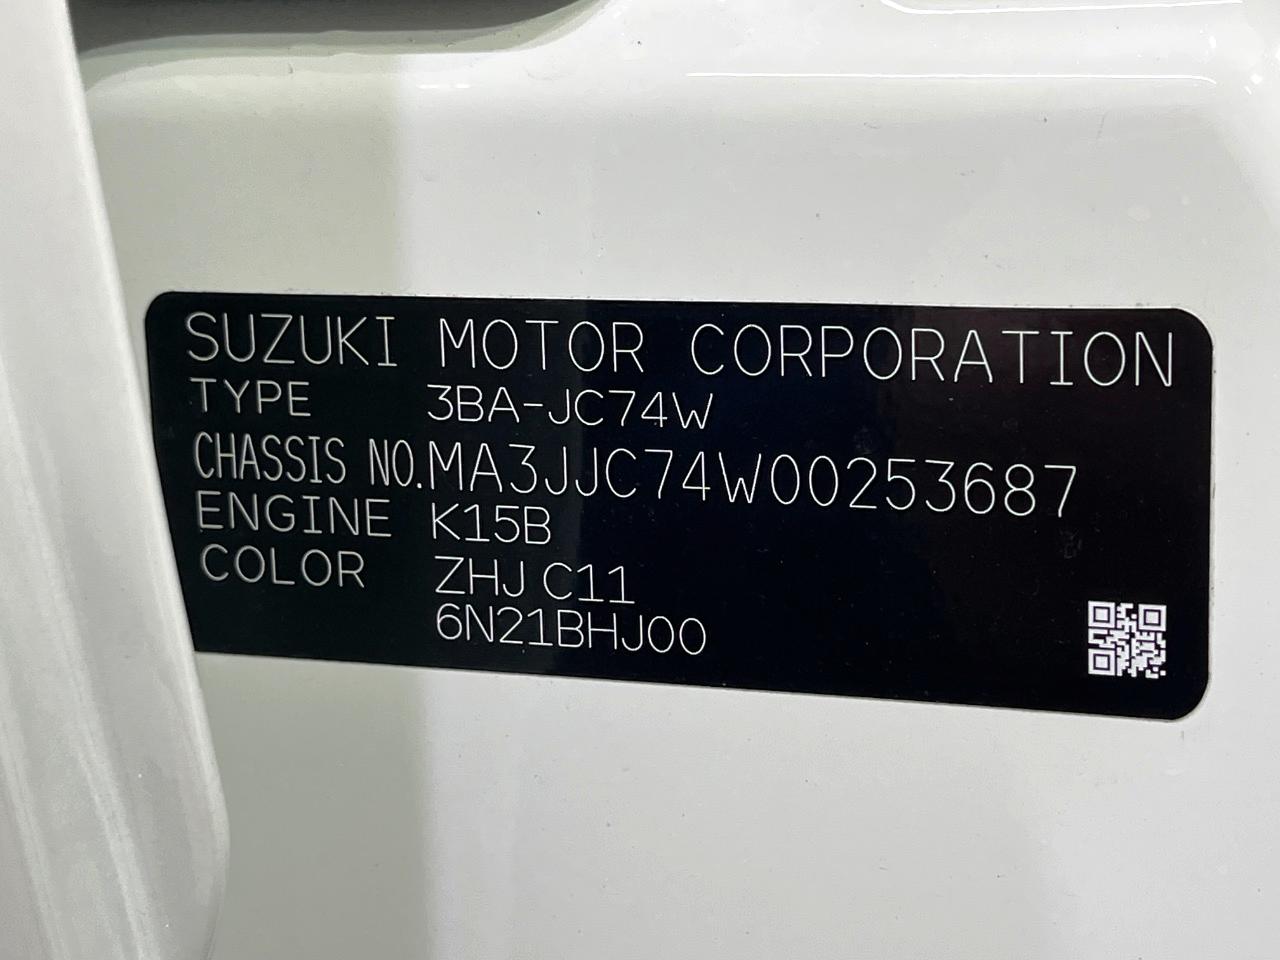 SUZUKI MOTOR CORPORATION
TYPE 3BA-JC74W
CHASSIS NO.MA3JJC74W00253687
ENGINE K15B
COLOR ZHJ C11
6N21BHJ00